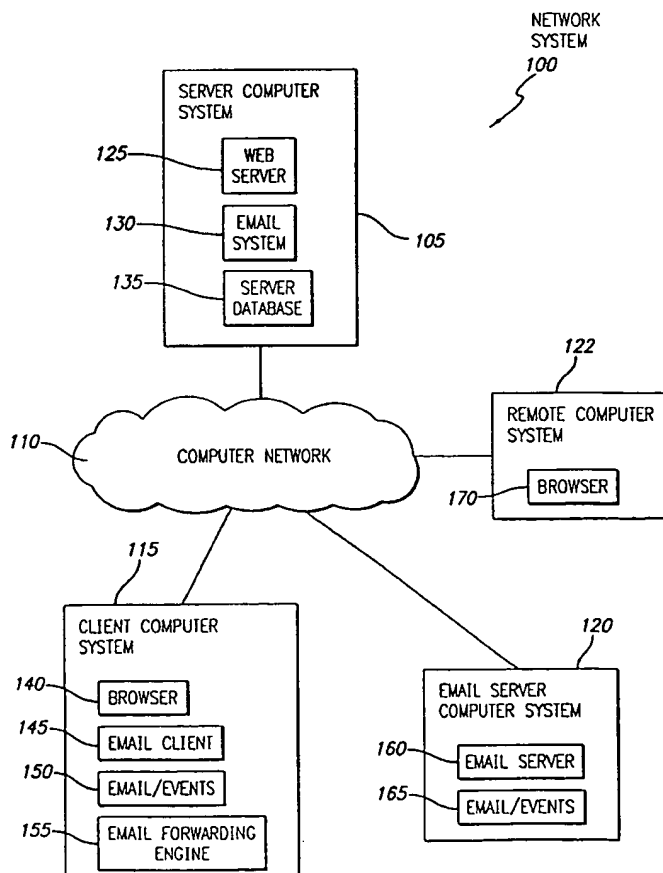 NETWORK
SYSTEM
100
SERVER COMPUTER
SYSTEM
125
WEB
SERVER
130
EMAIL
SYSTEM
105
135
SERVER
DATABASE
122
110
COMPUTER NETWORK
REMOTE COMPUTER
SYSTEM
170
BROWSER
115
CLIENT COMPUTER
SYSTEM
120
140
BROWSER
EMAIL SERVER
COMPUTER SYSTEM
145
EMAIL CLIENT
160
EMAIL SERVER
150
EMAIL/EVENTS
165
EMAIL/EVENTS
155
EMAIL FORWARDING
ENGINE